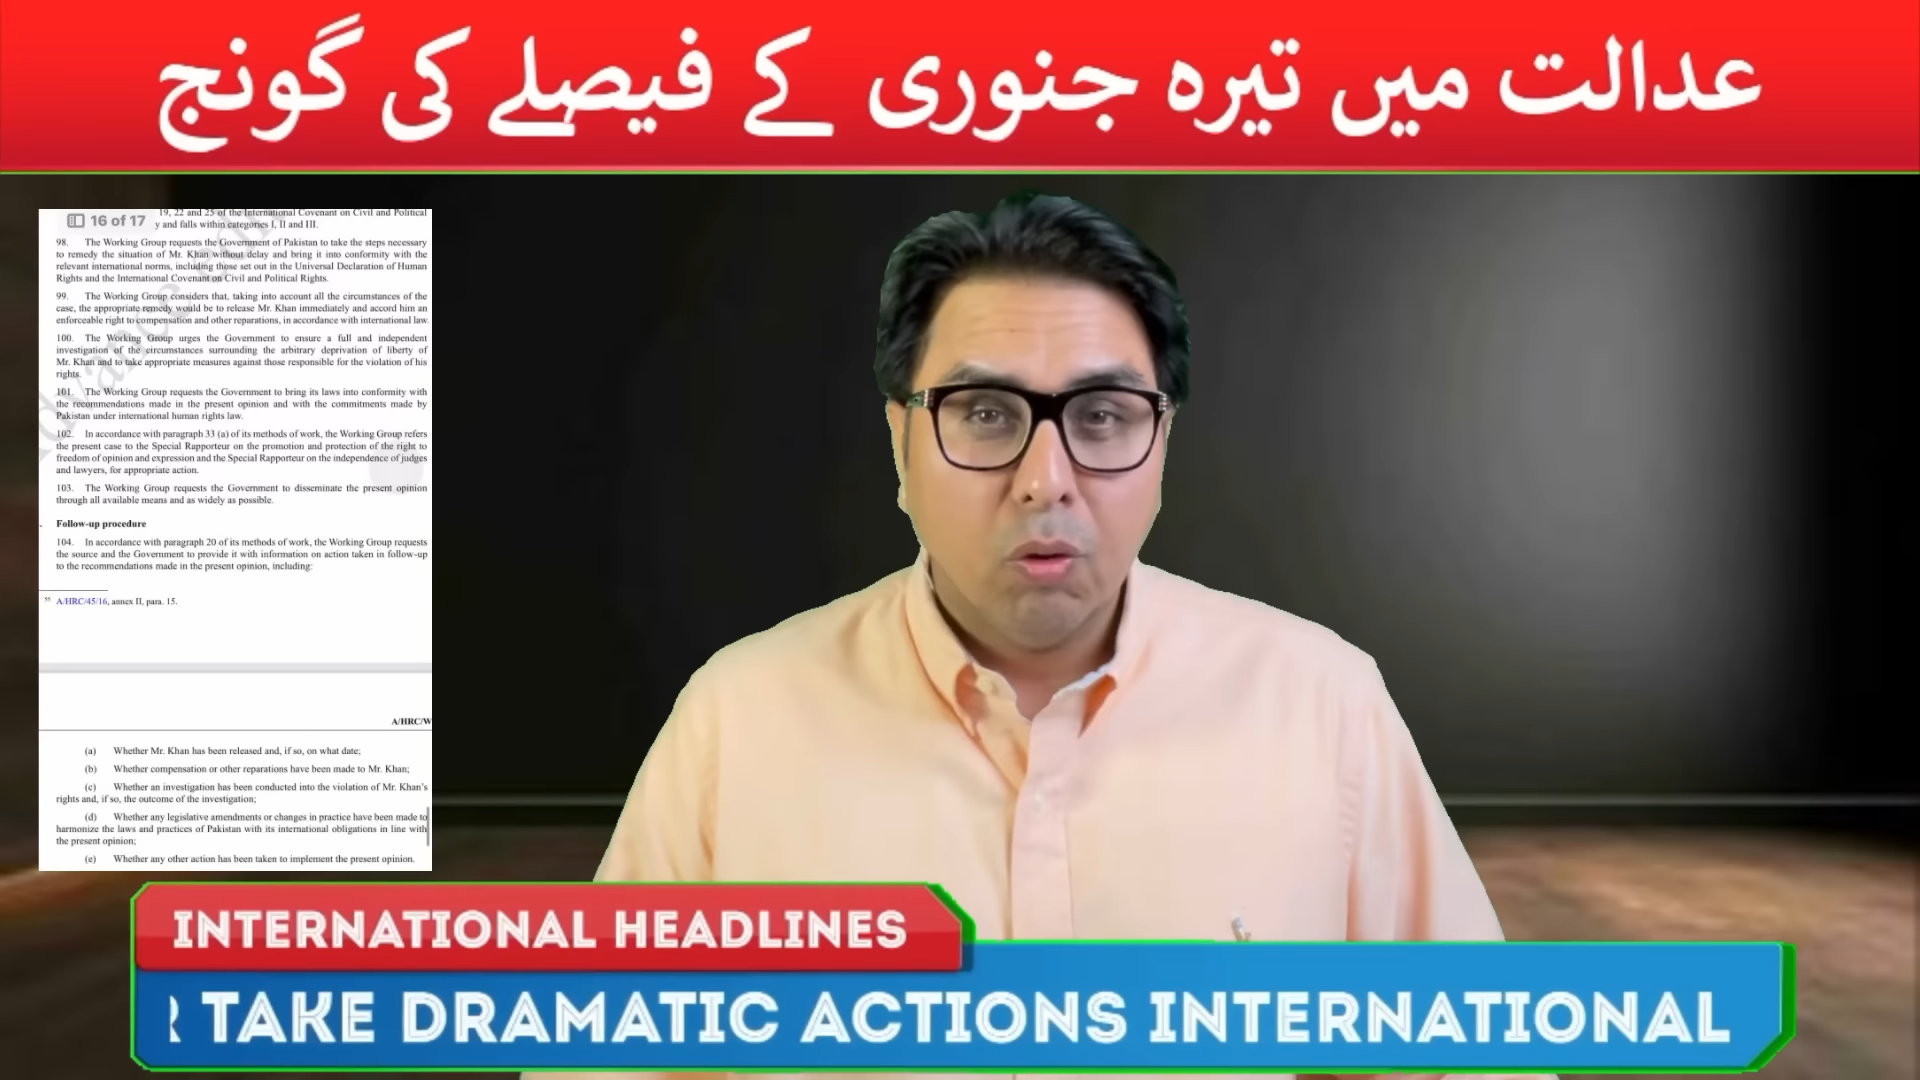 عدالت میں تیرہ جنوری کے فیصلے کی گونج
16 of 17
19, 22 and 25 of the International Covenant on Civil and Political
y and falls within categories I, II and III.
98. The Working Group requests the Government of Pakistan to take the steps necessary
to remedy the situation of Mr. Khan without delay and bring it into conformity with the
relevant international norms, including those set out in the Universal Declaration of Human
Rights and the International Covenant on Civil and Political Rights.
99. The Working Group considers that, taking into account all the circumstances of the
case, the appropriate remedy would be to release Mr. Khan immediately and accord him an
enforceable right to compensation and other reparations, in accordance with international law.
100. The Working Group urges the Government to ensure a full and independent
investigation of the circumstances surrounding the arbitrary deprivation of liberty of
Mr. Khan and to take appropriate measures against those responsible for the violation of his
rights.
101. The Working Group requests the Government to bring its laws into conformity with
the recommendations made in the present opinion and with the commitments made by
Pakistan under international human rights law.
102. In accordance with paragraph 33 (a) of its methods of work, the Working Group refers
the present case to the Special Rapporteur on the promotion and protection of the right to
freedom of opinion and expression and the Special Rapporteur on the independence of judges
and lawyers, for appropriate action.
103. The Working Group requests the Government to disseminate the present opinion
through all available means and as widely as possible.
Follow-up procedure
104. In accordance with paragraph 20 of its methods of work, the Working Group requests
the source and the Government to provide it with information on action taken in follow-up
to the recommendations made in the present opinion, including:
55 A/HRC/45/16, annex II, para. 15.
A/HRC/W
(a) Whether Mr. Khan has been released and, if so, on what date;
(b) Whether compensation or other reparations have been made to Mr. Khan;
(c) Whether an investigation has been conducted into the violation of Mr. Khan's
rights and, if so, the outcome of the investigation;
(d) Whether any legislative amendments or changes in practice have been made to
harmonize the laws and practices of Pakistan with its international obligations in line with
the present opinion;
(e) Whether any other action has been taken to implement the present opinion.
INTERNATIONAL HEADLINES
R TAKE DRAMATIC ACTIONS INTERNATIONAL